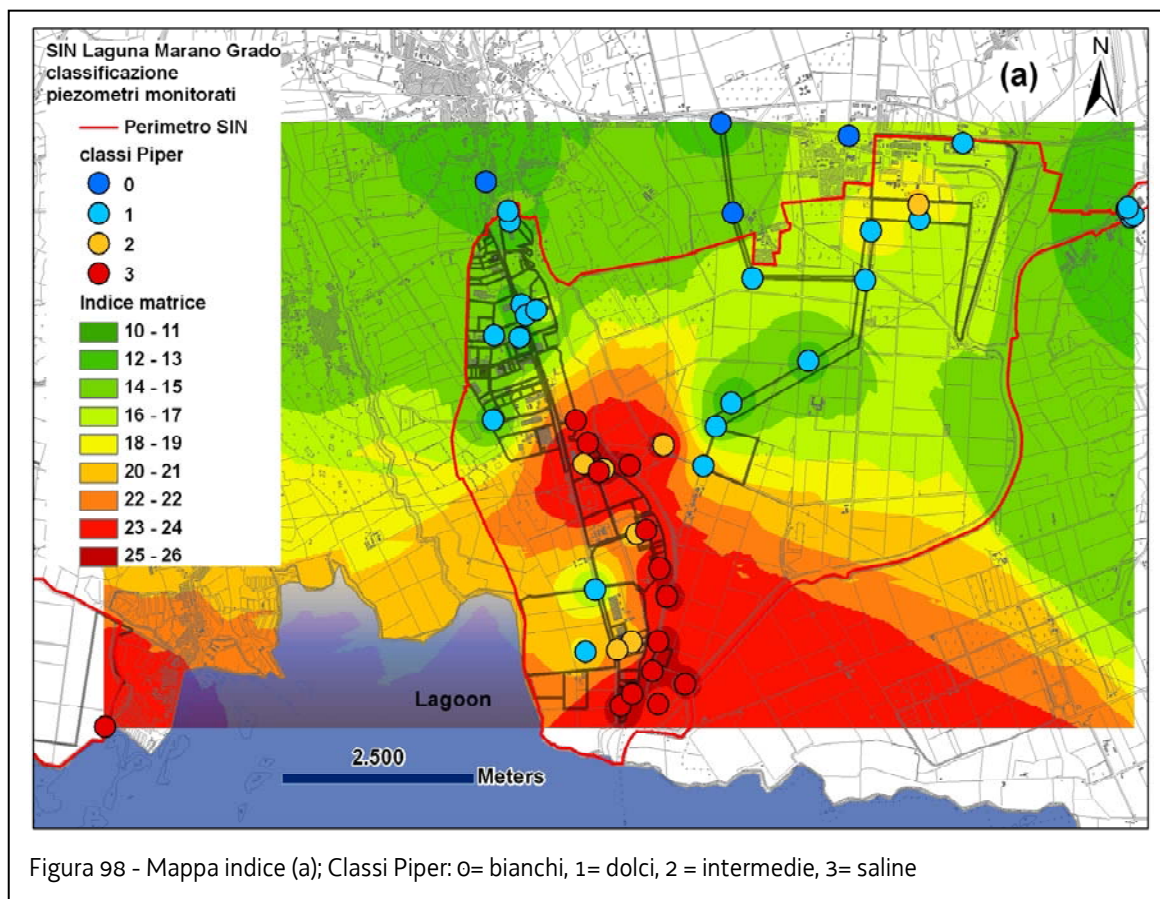 SIN Laguna Marano Grado
classificazione
piezometri monitorati
Perimetro SIN
classi Piper
0
1
2
3
Indice matrice
10 - 11
12 - 13
14 - 15
16 - 17
18 - 19
20 - 21
22 - 22
23 - 24
25 - 26
(a)
N
Lagoon
2.500
Meters
Figura 98 - Mappa indice (a); Classi Piper: 0= bianchi, 1= dolci, 2 = intermedie, 3= saline